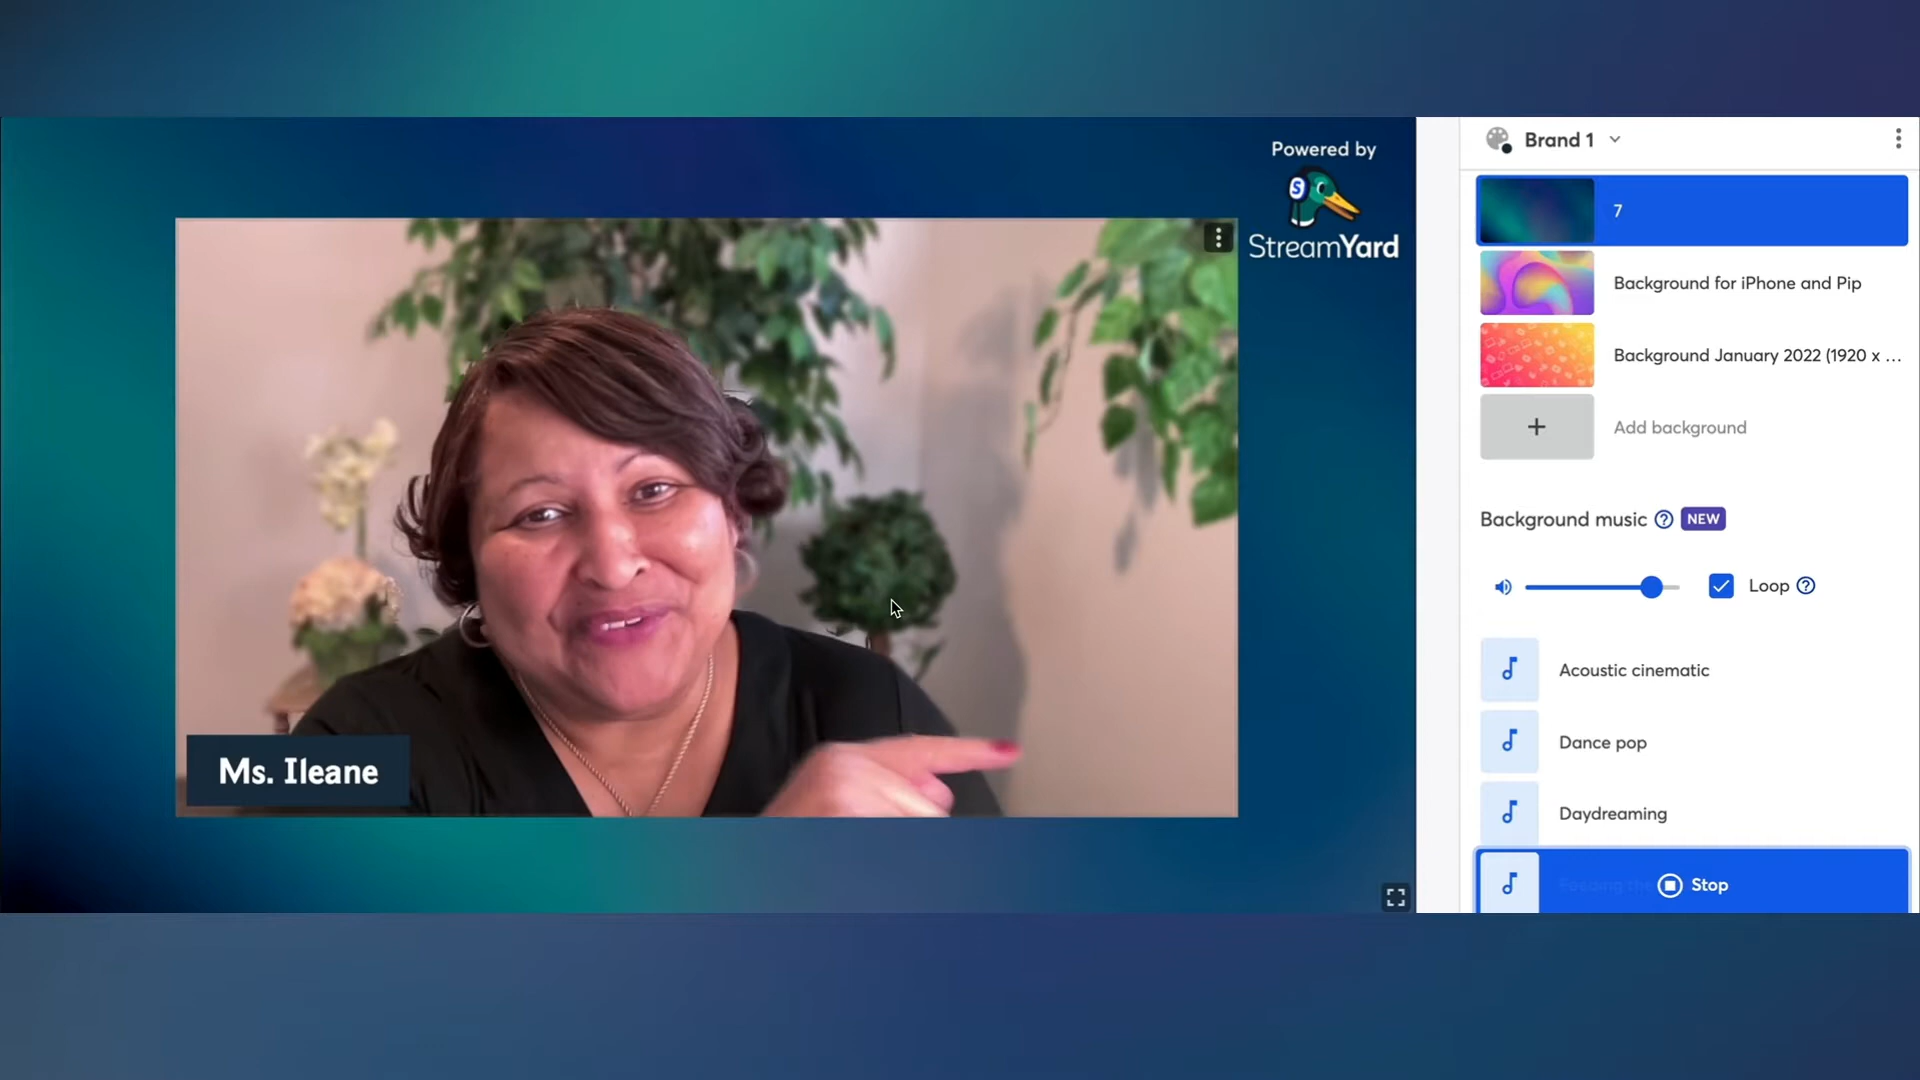 Powered by
S
StreamYard
Ms. Ileane
Brand 1
7
Background for iPhone and Pip
Background January 2022 (1920 x ...
+ Add background
Background music ? NEW
Loop ?
Acoustic cinematic
Dance pop
Daydreaming
Stop